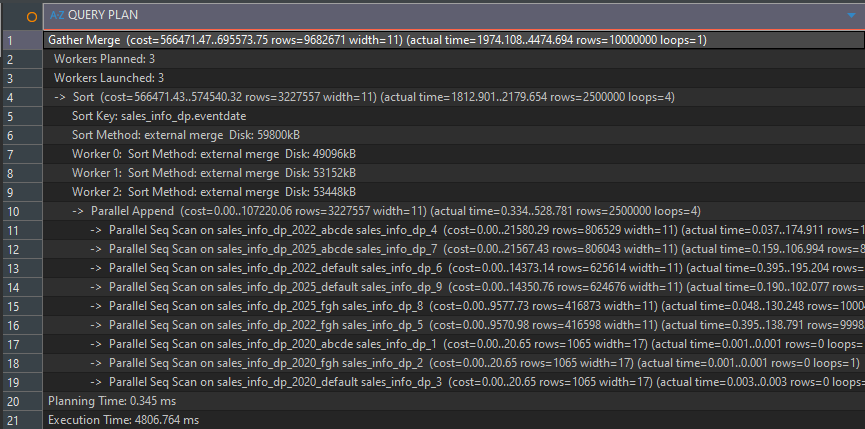 A-Z QUERY PLAN
1 Gather Merge (cost=566471.47..695573.75 rows=9682671 width=11) (actual time=1974.108..4474.694 rows=10000000 loops=1)
2 Workers Planned: 3
3 Workers Launched: 3
4 -> Sort (cost=566471.43..574540.32 rows=3227557 width=11) (actual time=1812.901..2179.654 rows=2500000 loops=4)
5 Sort Key: sales_info_dp.eventdate
6 Sort Method: external merge Disk: 59800kB
7 Worker 0: Sort Method: external merge Disk: 49096kB
8 Worker 1: Sort Method: external merge Disk: 53152kB
9 Worker 2: Sort Method: external merge Disk: 53448kB
10 -> Parallel Append (cost=0.00..107220.06 rows=3227557 width=11) (actual time=0.334..528.781 rows=2500000 loops=4)
11 -> Parallel Seq Scan on sales_info_dp_2022_abcde sales_info_dp_4 (cost=0.00..21580.29 rows=806529 width=11) (actual time=0.037..174.911 rows=1
12 -> Parallel Seq Scan on sales_info_dp_2025_abcde sales_info_dp_7 (cost=0.00..21567.43 rows=806043 width=11) (actual time=0.159..106.994 rows=8
13 -> Parallel Seq Scan on sales_info_dp_2022_default sales_info_dp_6 (cost=0.00..14373.14 rows=625614 width=11) (actual time=0.395..195.204 rows=
14 -> Parallel Seq Scan on sales_info_dp_2025_default sales_info_dp_9 (cost=0.00..14350.76 rows=624676 width=11) (actual time=0.190..102.077 rows=
15 -> Parallel Seq Scan on sales_info_dp_2025_fgh sales_info_dp_8 (cost=0.00..9577.73 rows=416873 width=11) (actual time=0.048..130.248 rows=1000
16 -> Parallel Seq Scan on sales_info_dp_2022_fgh sales_info_dp_5 (cost=0.00..9570.98 rows=416598 width=11) (actual time=0.395..138.791 rows=9998
17 -> Parallel Seq Scan on sales_info_dp_2020_abcde sales_info_dp_1 (cost=0.00..20.65 rows=1065 width=17) (actual time=0.001..0.001 rows=0 loops=
18 -> Parallel Seq Scan on sales_info_dp_2020_fgh sales_info_dp_2 (cost=0.00..20.65 rows=1065 width=17) (actual time=0.001..0.001 rows=0 loops=1)
19 -> Parallel Seq Scan on sales_info_dp_2020_default sales_info_dp_3 (cost=0.00..20.65 rows=1065 width=17) (actual time=0.003..0.003 rows=0 loops=
20 Planning Time: 0.345 ms
21 Execution Time: 4806.764 ms